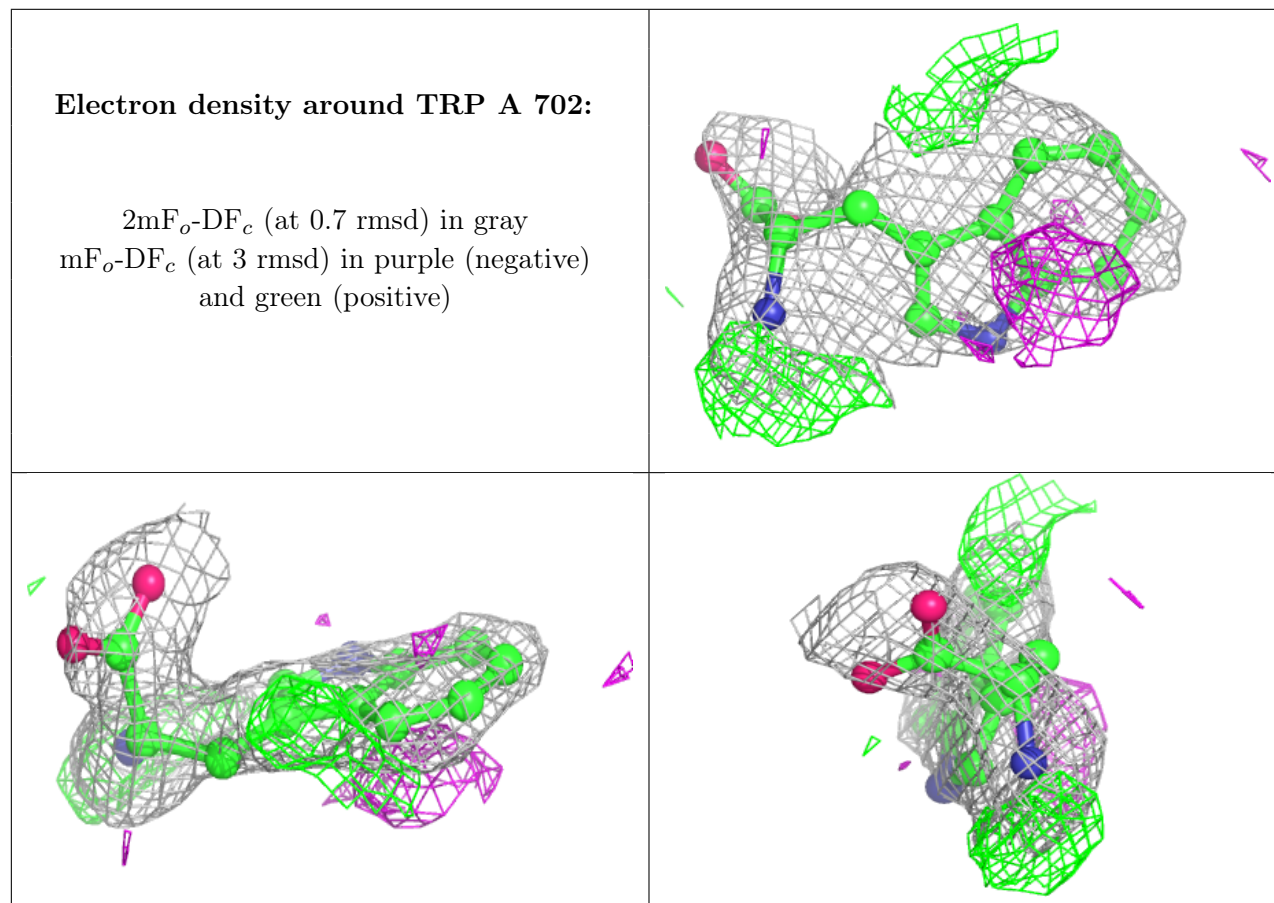 Electron density around TRP A 702:
2mFo-DFc (at 0.7 rmsd) in gray
mFo-DFc (at 3 rmsd) in purple (negative)
and green (positive)